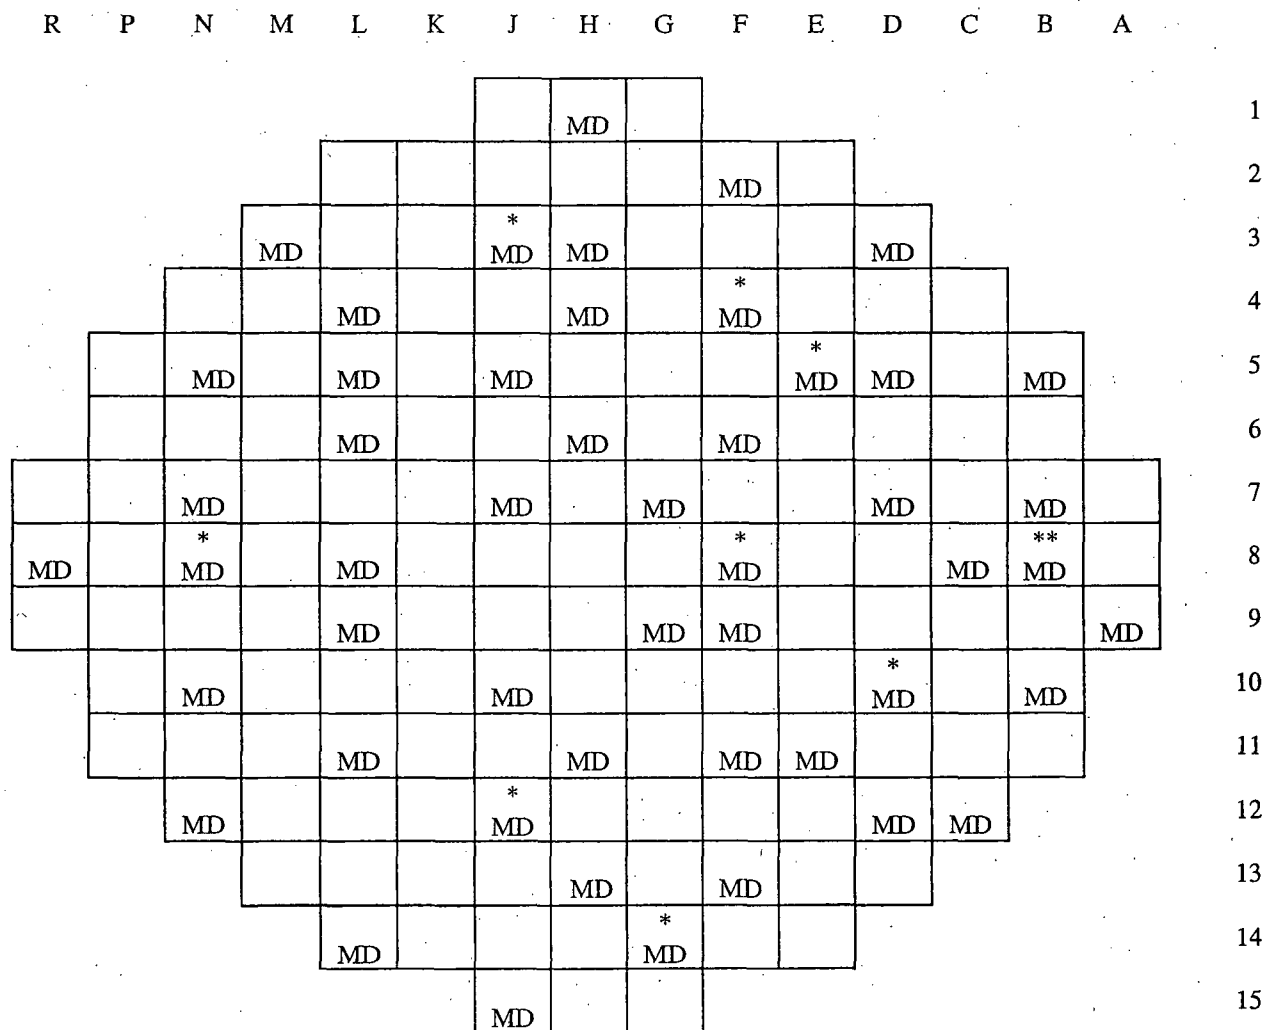 R P N M L K J H G F E D C B A
MD 1
MD 2
*
MD MD MD MD 3
*
MD MD MD 4
*
MD MD MD MD MD MD 5
MD MD MD 6
MD MD MD MD MD 7
* * **
MD MD MD MD MD MD 8
MD MD MD MD 9
*
MD MD MD MD 10
MD MD MD MD 11
*
MD MD MD MD 12
MD MD 13
*
MD MD 14
MD 15